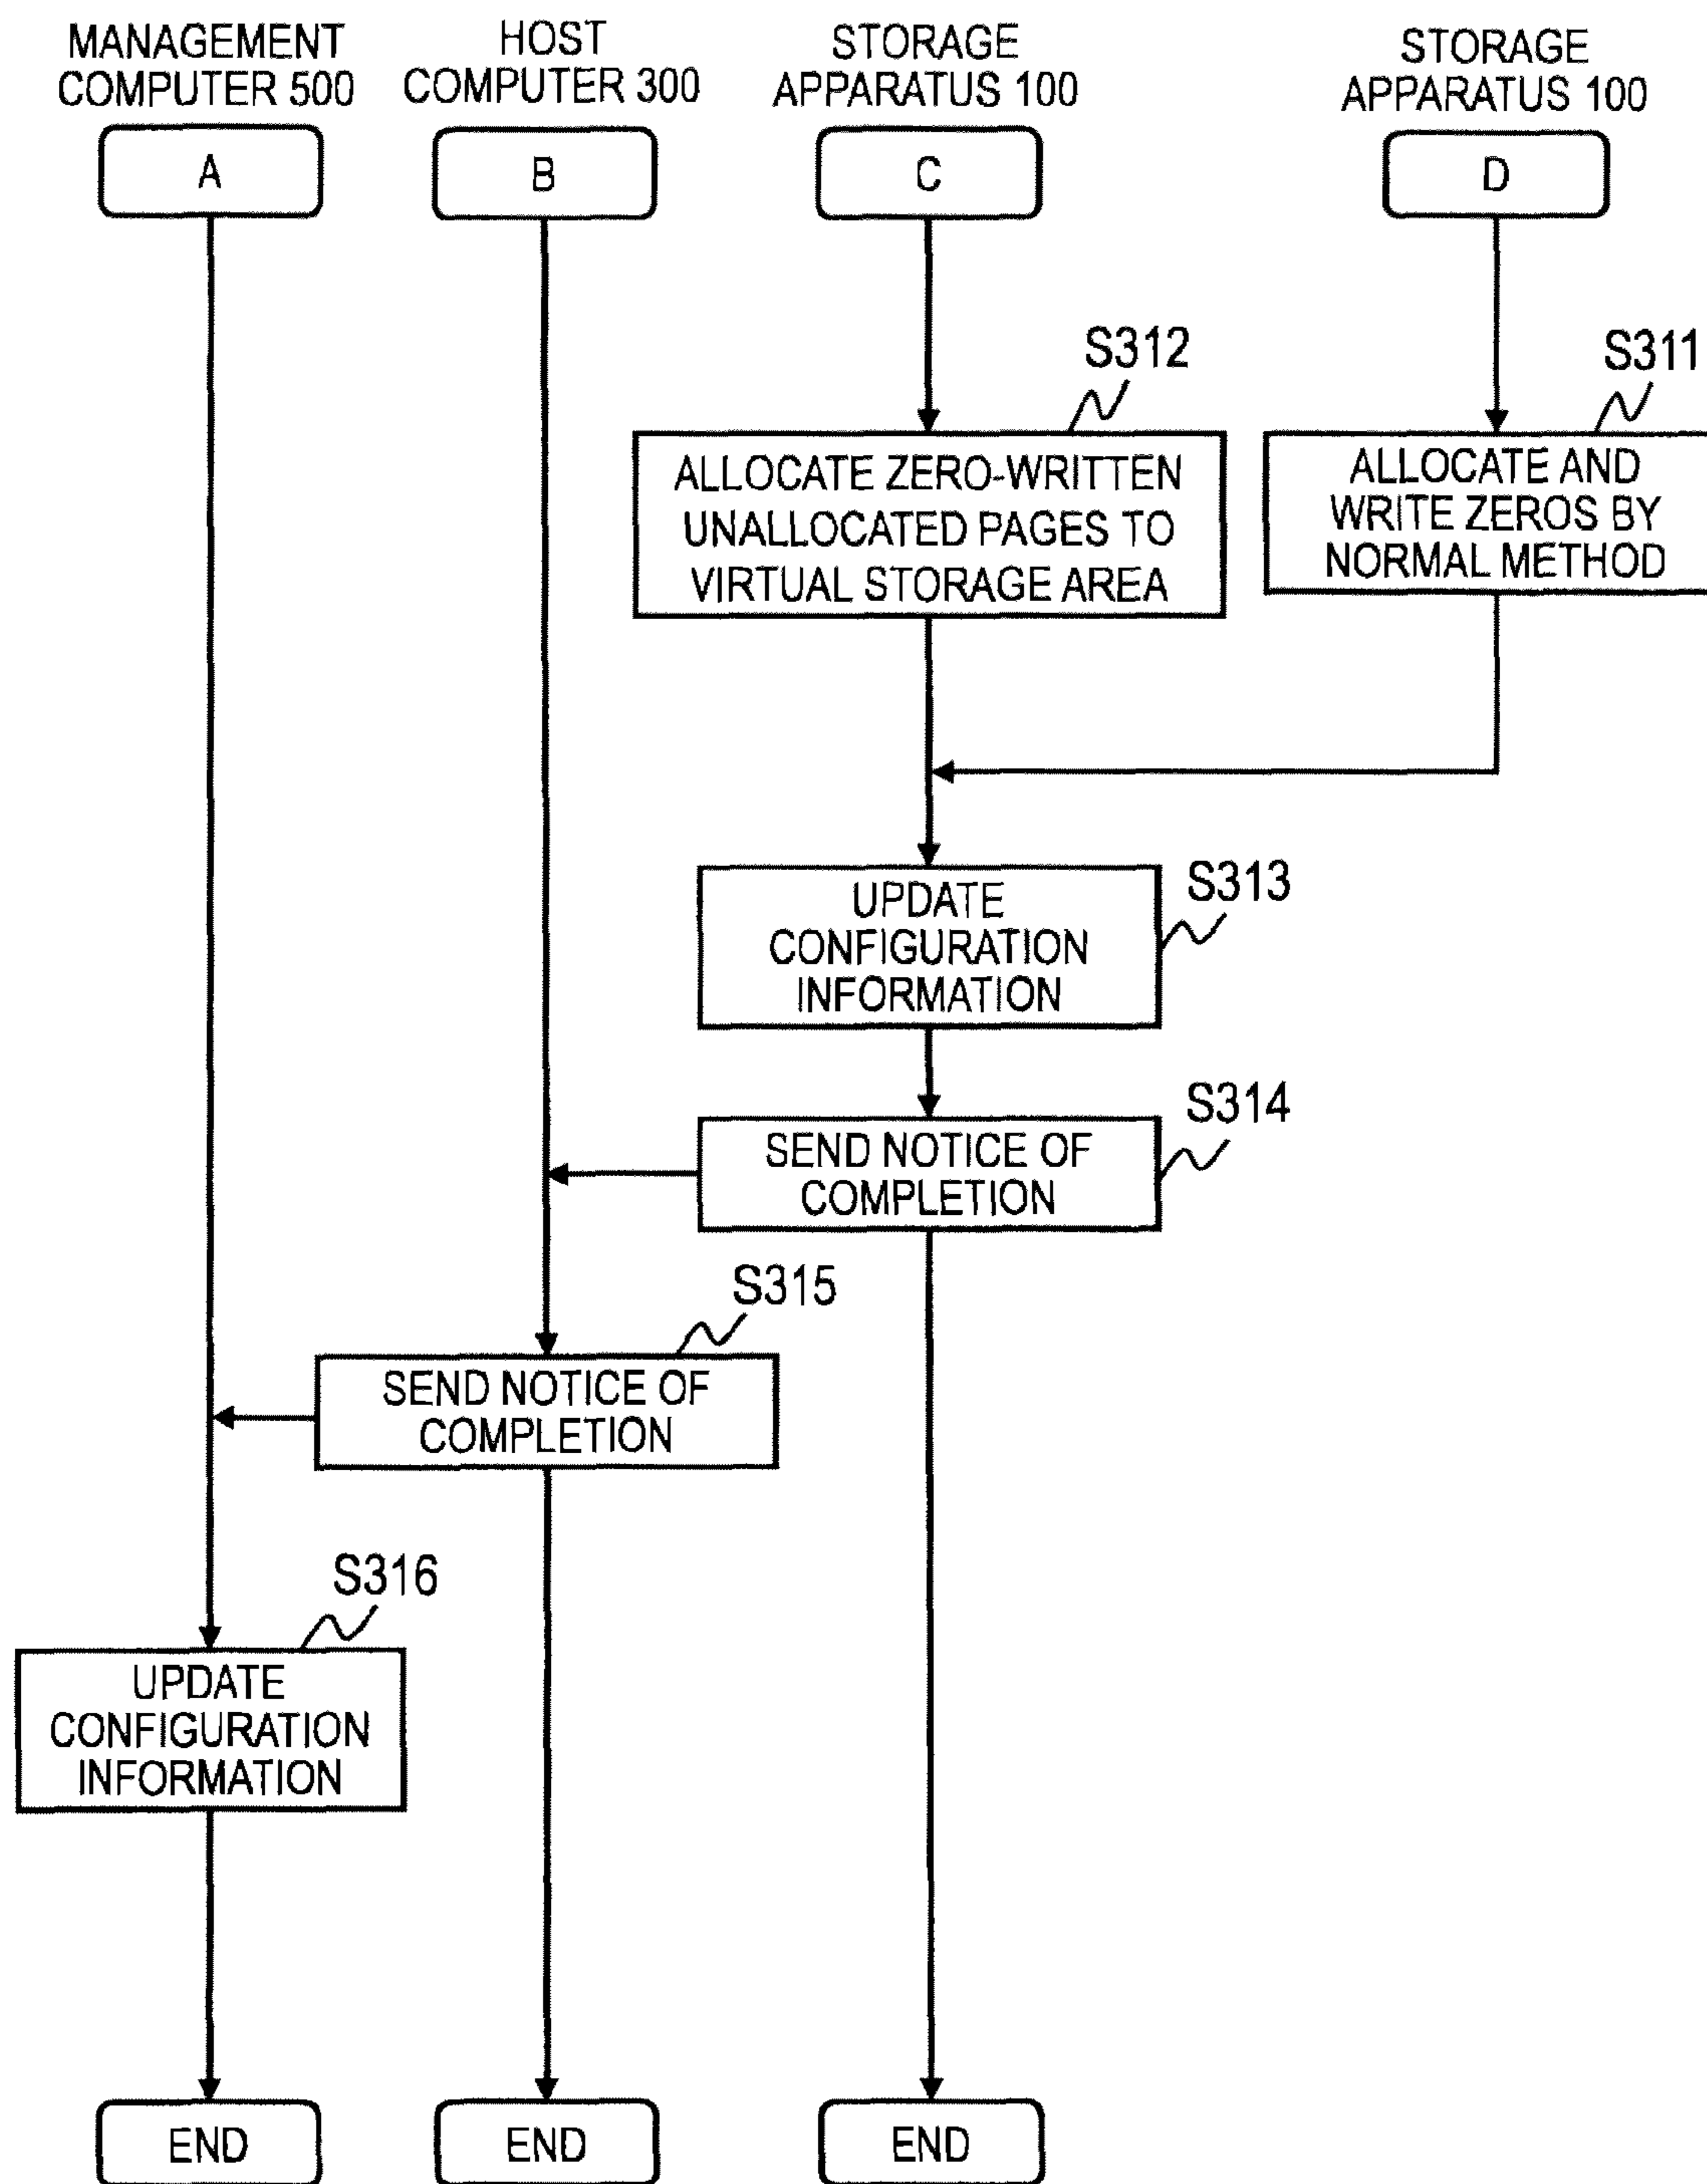 MANAGEMENT
COMPUTER 500
HOST
COMPUTER 300
STORAGE
APPARATUS 100
STORAGE
APPARATUS 100
A
B
C
D
S312
S311
ALLOCATE ZERO-WRITTEN
UNALLOCATED PAGES TO
VIRTUAL STORAGE AREA
ALLOCATE AND
WRITE ZEROS BY
NORMAL METHOD
S313
UPDATE
CONFIGURATION
INFORMATION
S314
SEND NOTICE OF
COMPLETION
S315
SEND NOTICE OF
COMPLETION
S316
UPDATE
CONFIGURATION
INFORMATION
END
END
END